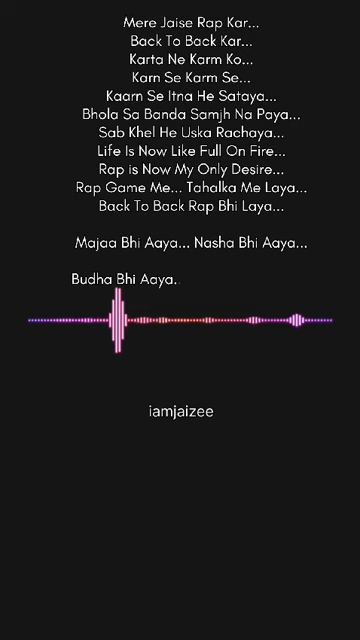 Mere Jaise Rap Kar...
Back To Back Kar...
Karta Ne Karm Ko...
Karn Se Karm Se...
Kaarn Se Itna He Sataya...
Bhola Sa Banda Samjh Na Paya...
Sab Khel He Uska Rachaya...
Life Is Now Like Full On Fire...
Rap is Now My Only Desire...
Rap Game Me... Tahalka Me Laya...
Back To Back Rap Bhi Laya...
Majaa Bhi Aaya... Nasha Bhi Aaya...
Budha Bhi Aaya.
iamjaizee